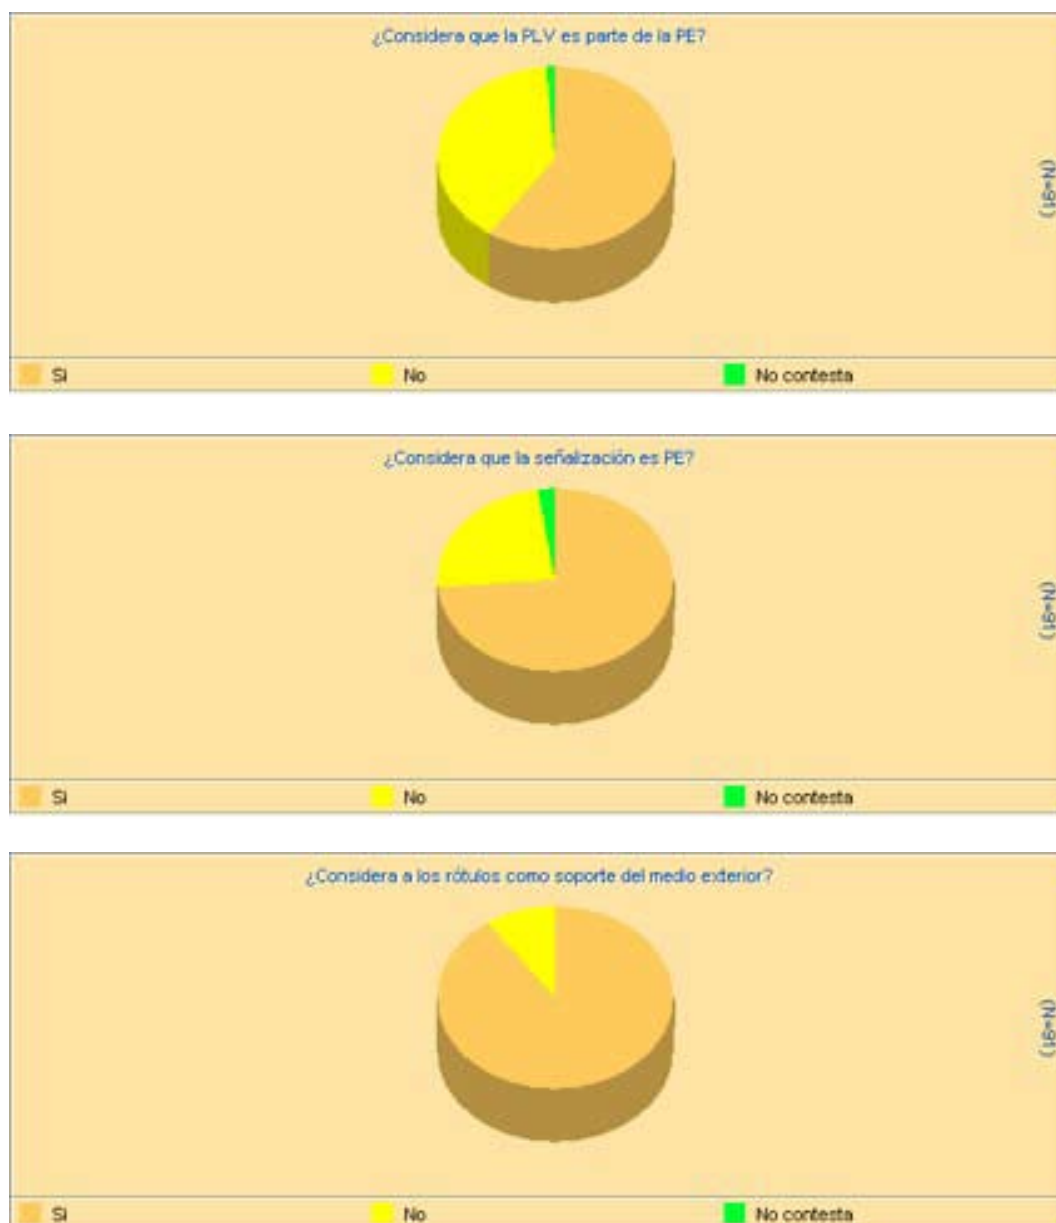 ¿Considera que la PLV es parte de la PE?
(N=91)
Si
No
No contesta
¿Considera que la señalización es PE?
(N=91)
Si
No
No contesta
¿Considera a los rótulos como soporte del medio exterior?
(N=91)
Si
No
No contesta